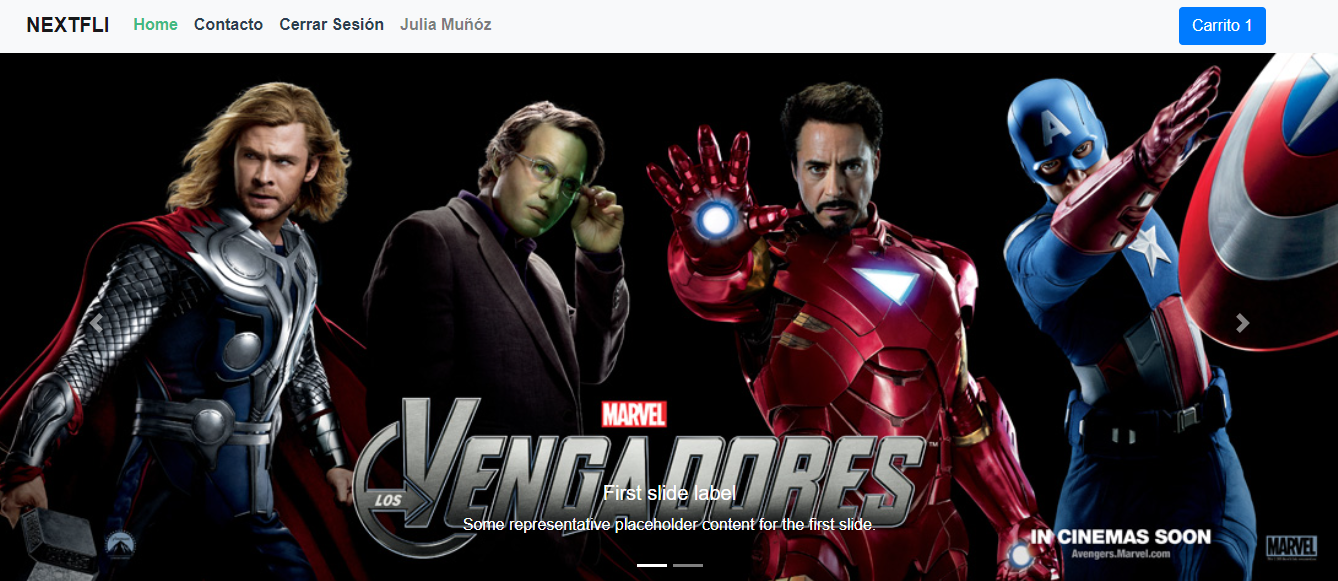 NEXTFLI Home Contacto Cerrar Sesión Julia Muñóz Carrito 1
A
MARVEL
LOS VENGADORES™
First slide label
Some representative placeholder content for the first slide.
IN CINEMAS SOON
Avengers.Marvel.com
MARVEL